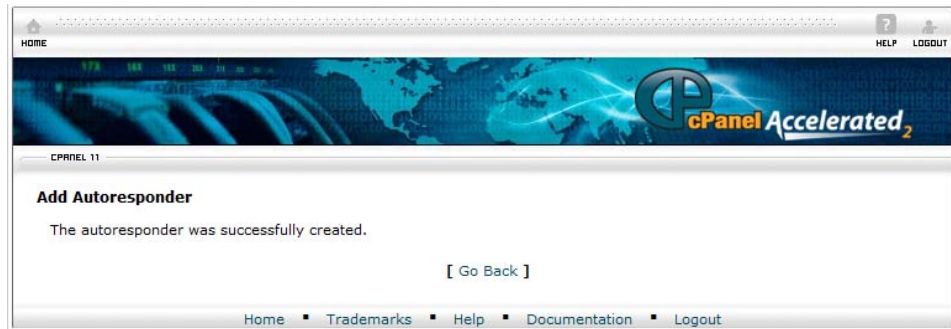 HOME
HELP LOGOUT
cP
cPanel Accelerated2
CPANEL 11
Add Autoresponder
The autoresponder was successfully created.
[ Go Back ]
Home ▪ Trademarks ▪ Help ▪ Documentation ▪ Logout